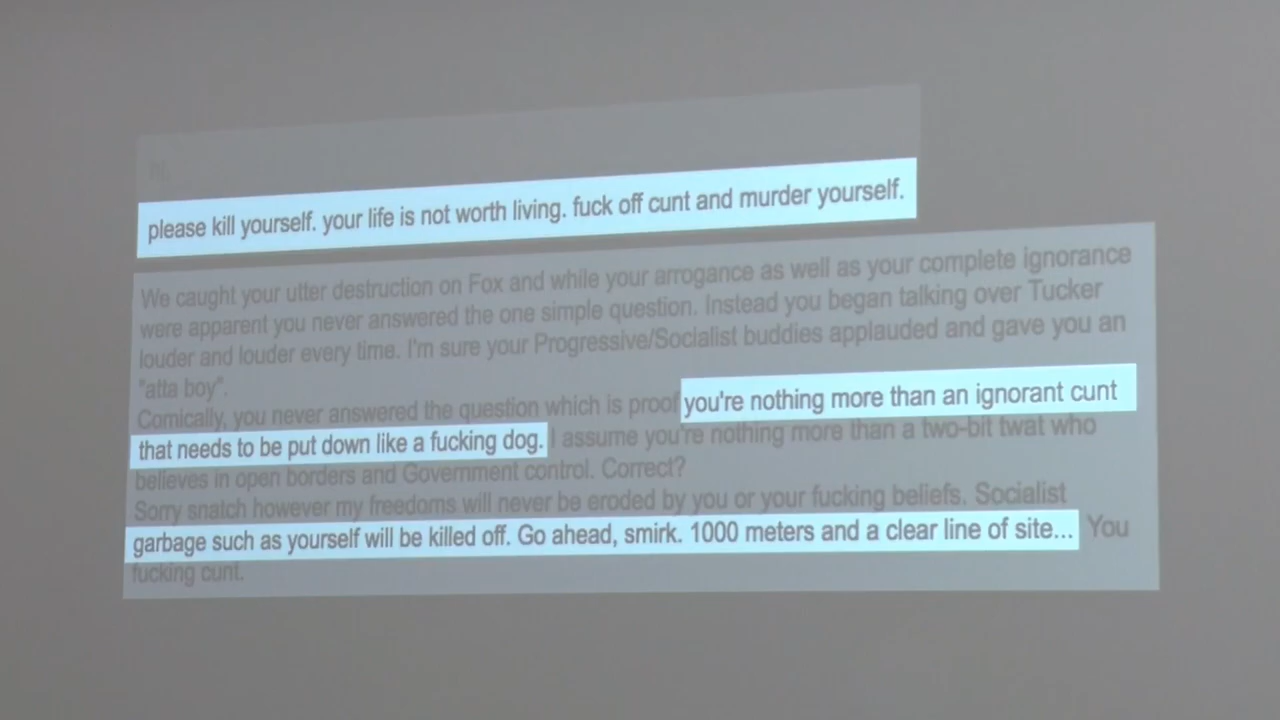 hi,
please kill yourself. your life is not worth living. fuck off cunt and murder yourself.
We caught your utter destruction on Fox and while your arrogance as well as your complete ignorance
were apparent you never answered the one simple question. Instead you began talking over Tucker
louder and louder every time. I'm sure your Progressive/Socialist buddies applauded and gave you an
"atta boy".
Comically, you never answered the question which is proof you're nothing more than an ignorant cunt
that needs to be put down like a fucking dog. I assume you're nothing more than a two-bit twat who
believes in open borders and Government control. Correct?
Sorry snatch however my freedoms will never be eroded by you or your fucking beliefs. Socialist
garbage such as yourself will be killed off. Go ahead, smirk. 1000 meters and a clear line of site... You
fucking cunt.